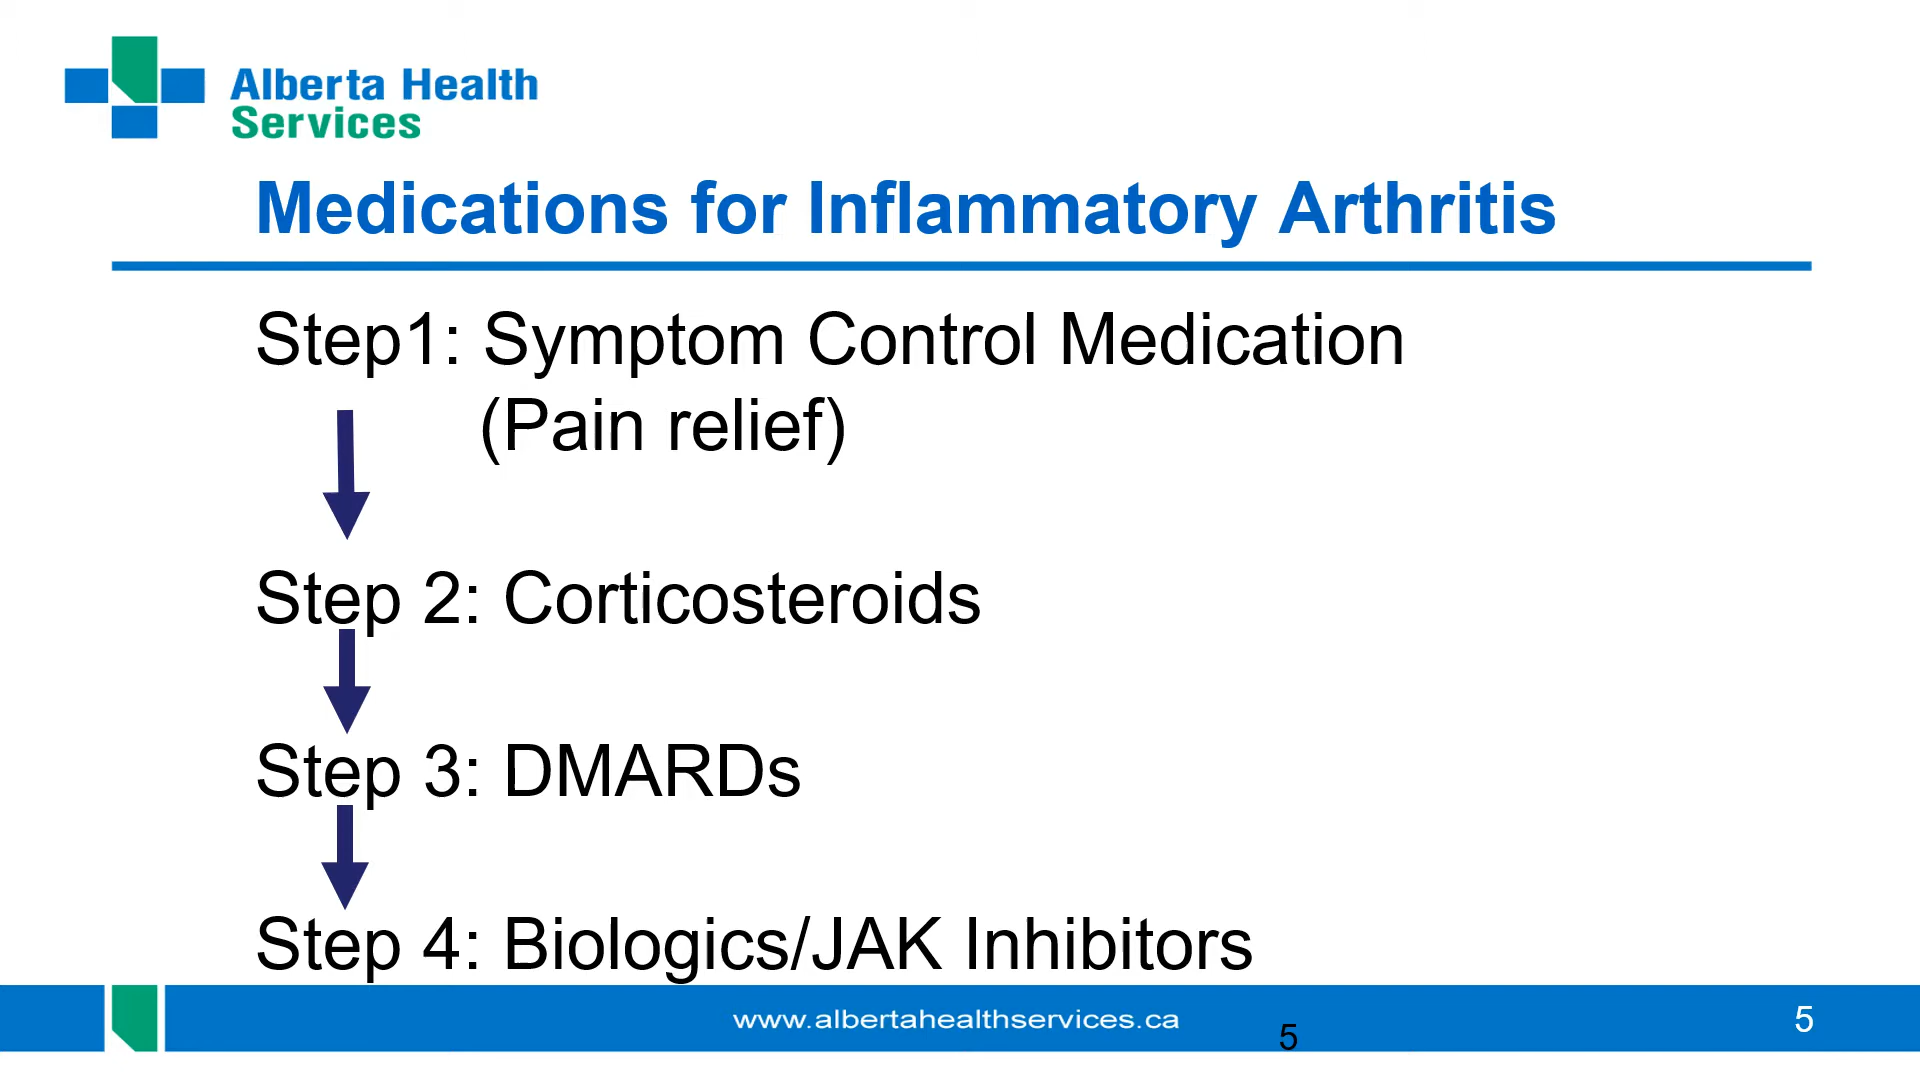 Alberta Health
Services
Medications for Inflammatory Arthritis
Step1: Symptom Control Medication
(Pain relief)
Step 2: Corticosteroids
Step 3: DMARDs
Step 4: Biologics/JAK Inhibitors
www.albertahealthservices.ca
5
5